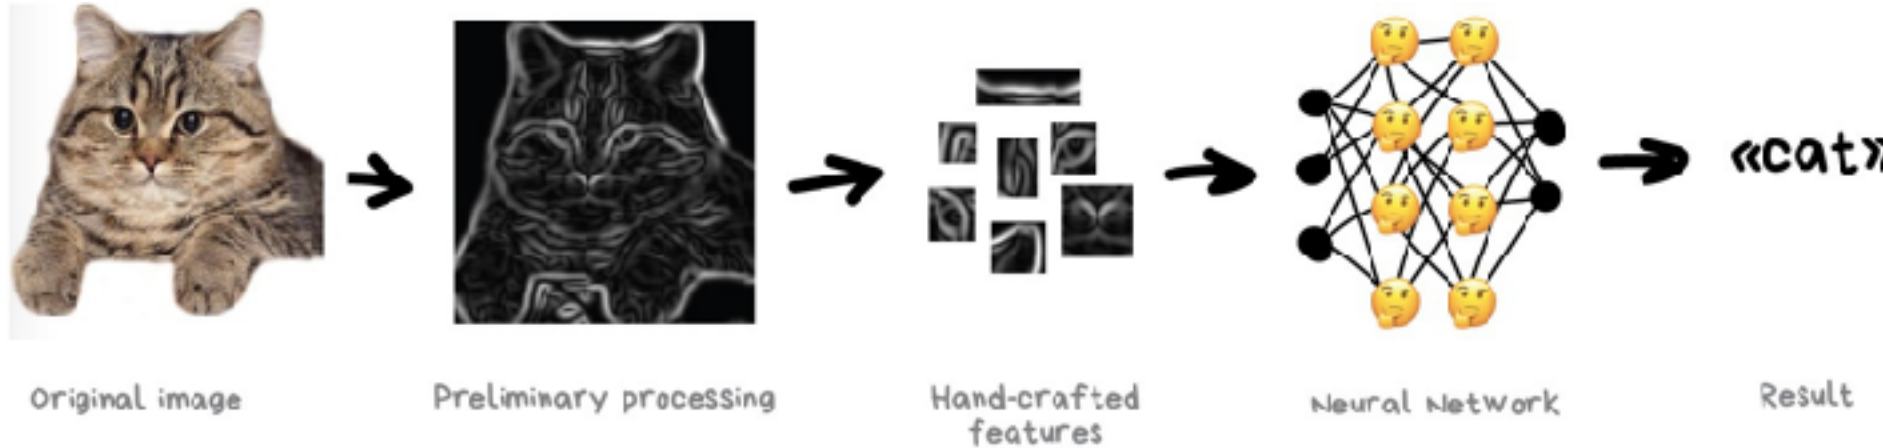 «cat»
Original image
Preliminary processing
Hand-crafted
features
Neural Network
Result